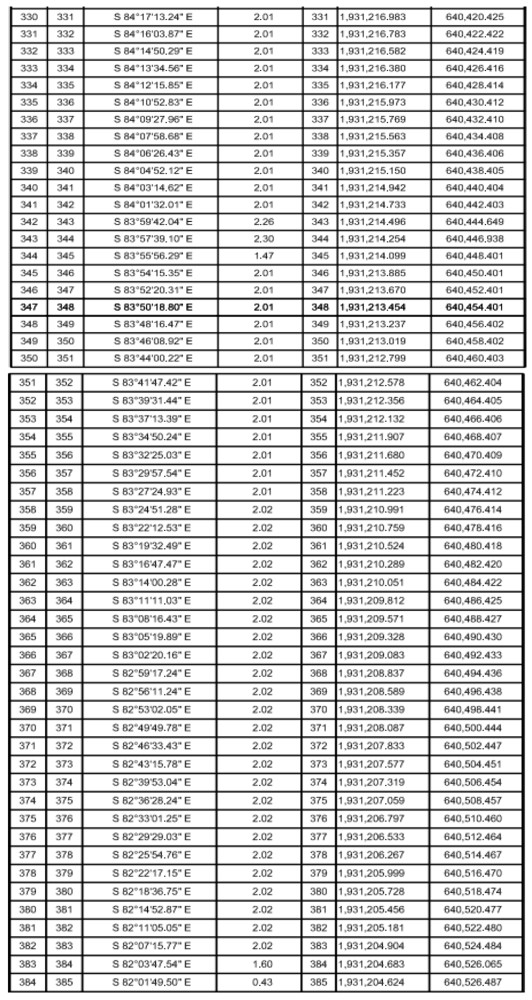 330 331 S 84°17'13.24" E 2.01 331 1,931,216.983 640,420.425
331 332 S 84°16'03.87" E 2.01 332 1,931,216.783 640,422.422
332 333 S 84°14'50.29" E 2.01 333 1,931,216.582 640,424.419
333 334 S 84°13'34.56" E 2.01 334 1,931,216.380 640,426.416
334 335 S 84°12'15.85" E 2.01 335 1,931,216.177 640,428.414
335 336 S 84°10'52.83" E 2.01 336 1,931,215.973 640,430.412
336 337 S 84°09'27.96" E 2.01 337 1,931,215.769 640,432.410
337 338 S 84°07'58.68" E 2.01 338 1,931,215.563 640,434.408
338 339 S 84°06'26.43" E 2.01 339 1,931,215.357 640,436.406
339 340 S 84°04'52.12" E 2.01 340 1,931,215.150 640,438.405
340 341 S 84°03'14.62" E 2.01 341 1,931,214.942 640,440.404
341 342 S 84°01'32.01" E 2.01 342 1,931,214.733 640,442.403
342 343 S 83°59'42.04" E 2.26 343 1,931,214.496 640,444.649
343 344 S 83°57'39.10" E 2.30 344 1,931,214.254 640,446.938
344 345 S 83°55'56.29" E 1.47 345 1,931,214.099 640,448.401
345 346 S 83°54'15.35" E 2.01 346 1,931,213.885 640,450.401
346 347 S 83°52'20.31" E 2.01 347 1,931,213.670 640,452.401
347 348 S 83°50'18.80" E 2.01 348 1,931,213.454 640,454.401
348 349 S 83°48'16.47" E 2.01 349 1,931,213.237 640,456.402
349 350 S 83°46'08.92" E 2.01 350 1,931,213.019 640,458.402
350 351 S 83°44'00.22" E 2.01 351 1,931,212.799 640,460.403
351 352 S 83°41'47.42" E 2.01 352 1,931,212.578 640,462.404
352 353 S 83°39'31.44" E 2.01 353 1,931,212.356 640,464.405
353 354 S 83°37'13.39" E 2.01 354 1,931,212.132 640,466.406
354 355 S 83°34'50.24" E 2.01 355 1,931,211.907 640,468.407
355 356 S 83°32'25.03" E 2.01 356 1,931,211.680 640,470.409
356 357 S 83°29'57.54" E 2.01 357 1,931,211.452 640,472.410
357 358 S 83°27'24.93" E 2.01 358 1,931,211.223 640,474.412
358 359 S 83°24'51.28" E 2.02 359 1,931,210.991 640,476.414
359 360 S 83°22'12.53" E 2.02 360 1,931,210.759 640,478.416
360 361 S 83°19'32.49" E 2.02 361 1,931,210.524 640,480.418
361 362 S 83°16'47.47" E 2.02 362 1,931,210.289 640,482.420
362 363 S 83°14'00.28" E 2.02 363 1,931,210.051 640,484.422
363 364 S 83°11'11.03" E 2.02 364 1,931,209.812 640,486.425
364 365 S 83°08'16.43" E 2.02 365 1,931,209.571 640,488.427
365 366 S 83°05'19.89" E 2.02 366 1,931,209.328 640,490.430
366 367 S 83°02'20.16" E 2.02 367 1,931,209.083 640,492.433
367 368 S 82°59'17.24" E 2.02 368 1,931,208.837 640,494.436
368 369 S 82°56'11.24" E 2.02 369 1,931,208.589 640,496.438
369 370 S 82°53'02.05" E 2.02 370 1,931,208.339 640,498.441
370 371 S 82°49'49.78" E 2.02 371 1,931,208.087 640,500.444
371 372 S 82°46'33.43" E 2.02 372 1,931,207.833 640,502.447
372 373 S 82°43'15.78" E 2.02 373 1,931,207.577 640,504.451
373 374 S 82°39'53.04" E 2.02 374 1,931,207.319 640,506.454
374 375 S 82°36'28.24" E 2.02 375 1,931,207.059 640,508.457
375 376 S 82°33'01.25" E 2.02 376 1,931,206.797 640,510.460
376 377 S 82°29'29.03" E 2.02 377 1,931,206.533 640,512.464
377 378 S 82°25'54.76" E 2.02 378 1,931,206.267 640,514.467
378 379 S 82°22'17.15" E 2.02 379 1,931,205.999 640,516.470
379 380 S 82°18'36.75" E 2.02 380 1,931,205.728 640,518.474
380 381 S 82°14'52.87" E 2.02 381 1,931,205.456 640,520.477
381 382 S 82°11'05.05" E 2.02 382 1,931,205.181 640,522.480
382 383 S 82°07'15.77" E 2.02 383 1,931,204.904 640,524.484
383 384 S 82°03'47.54" E 1.60 384 1,931,204.683 640,526.065
384 385 S 82°01'49.50" E 0.43 385 1,931,204.624 640,526.487